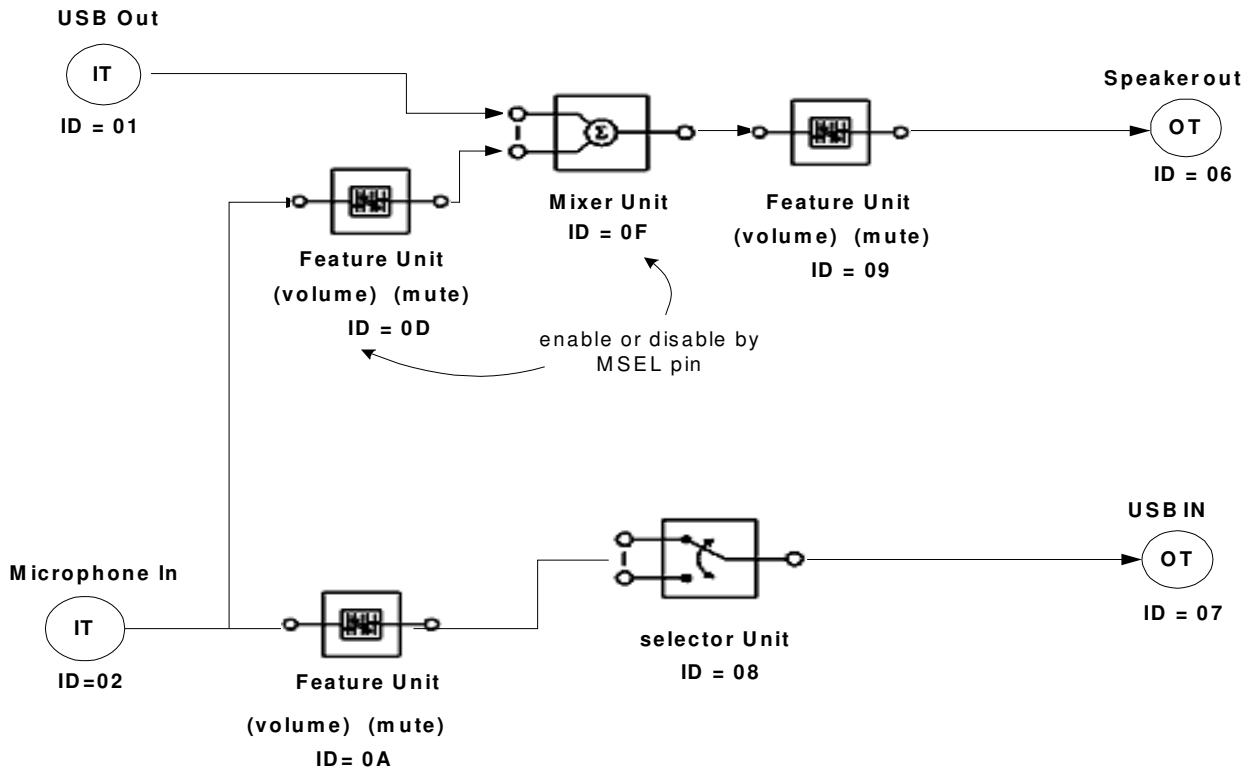 USB Out
IT
ID = 01
Speakerout
OT
ID = 06
Σ
Mixer Unit
ID = 0F
Feature Unit
(volume) (mute)
ID = 09
Feature Unit
(volume) (mute)
ID = 0D
enable or disable by
MSEL pin
USB IN
OT
ID = 07
Microphone In
IT
ID=02
selector Unit
ID = 08
Feature Unit
(volume) (mute)
ID= 0A